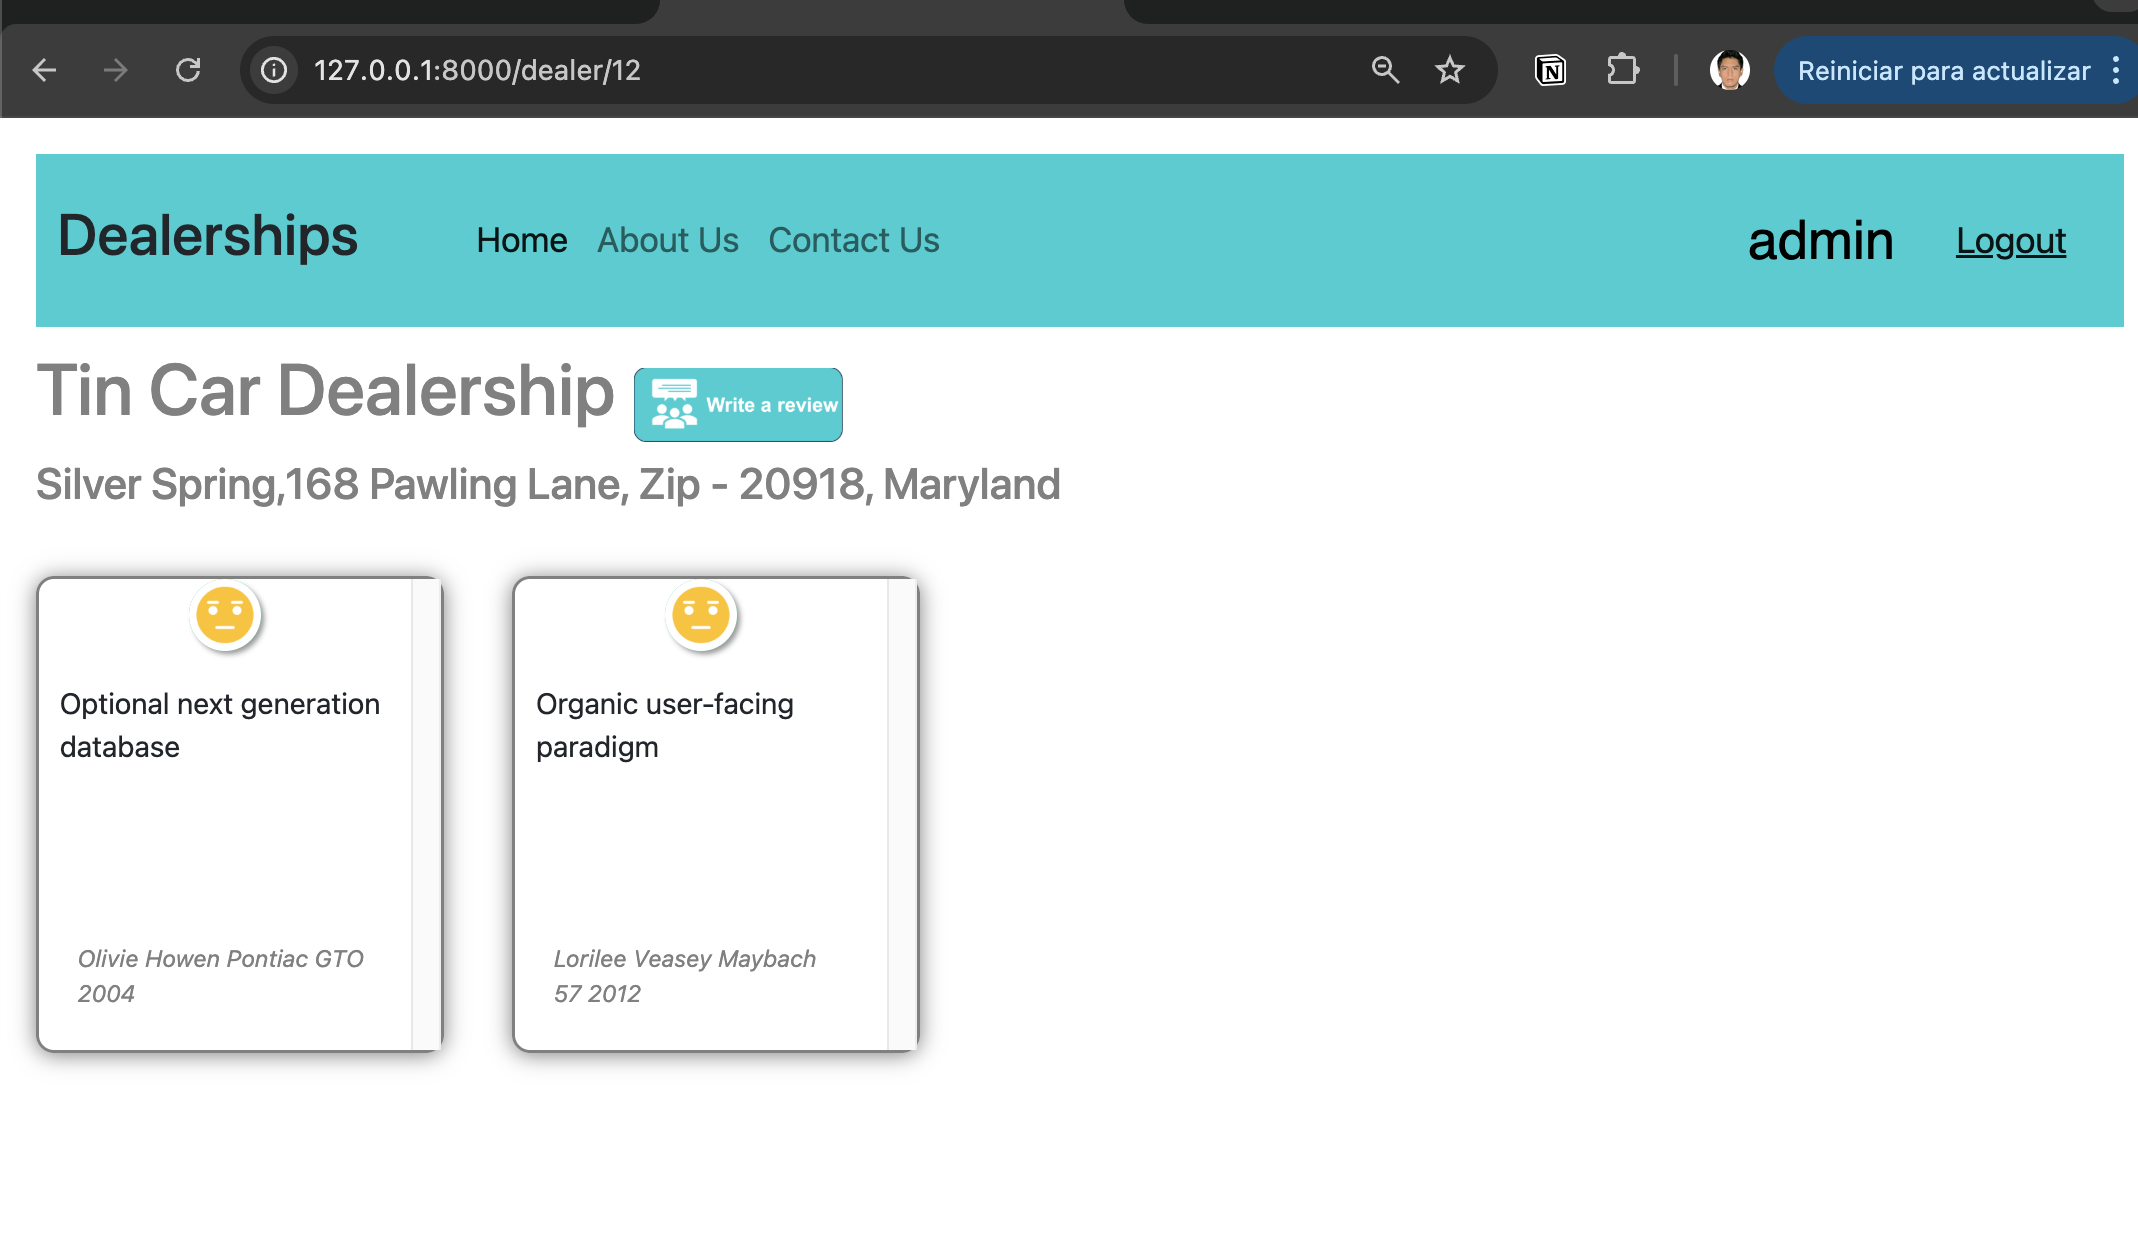 127.0.0.1:8000/dealer/12
Reiniciar para actualizar
Dealerships Home About Us Contact Us admin Logout
Tin Car Dealership Write a review
Silver Spring,168 Pawling Lane, Zip - 20918, Maryland
Optional next generation
database
Olivie Howen Pontiac GTO
2004
Organic user-facing
paradigm
Lorilee Veasey Maybach
57 2012